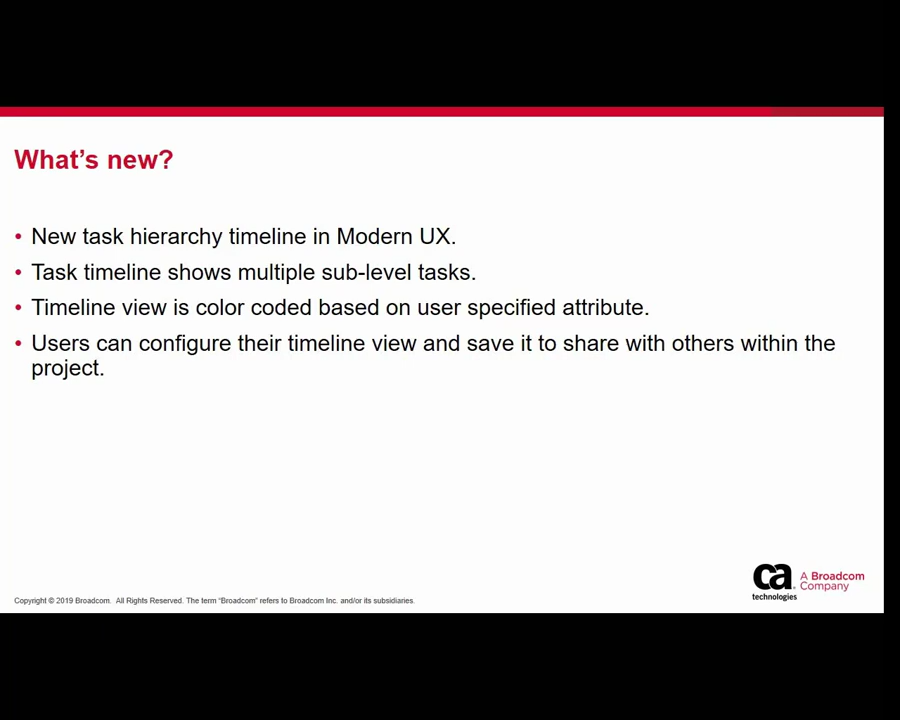 What's new?
• New task hierarchy timeline in Modern UX.
• Task timeline shows multiple sub-level tasks.
• Timeline view is color coded based on user specified attribute.
• Users can configure their timeline view and save it to share with others within the
project.
ca
technologies
A Broadcom
Company
Copyright © 2019 Broadcom. All Rights Reserved. The term “Broadcom” refers to Broadcom Inc. and/or its subsidiaries.